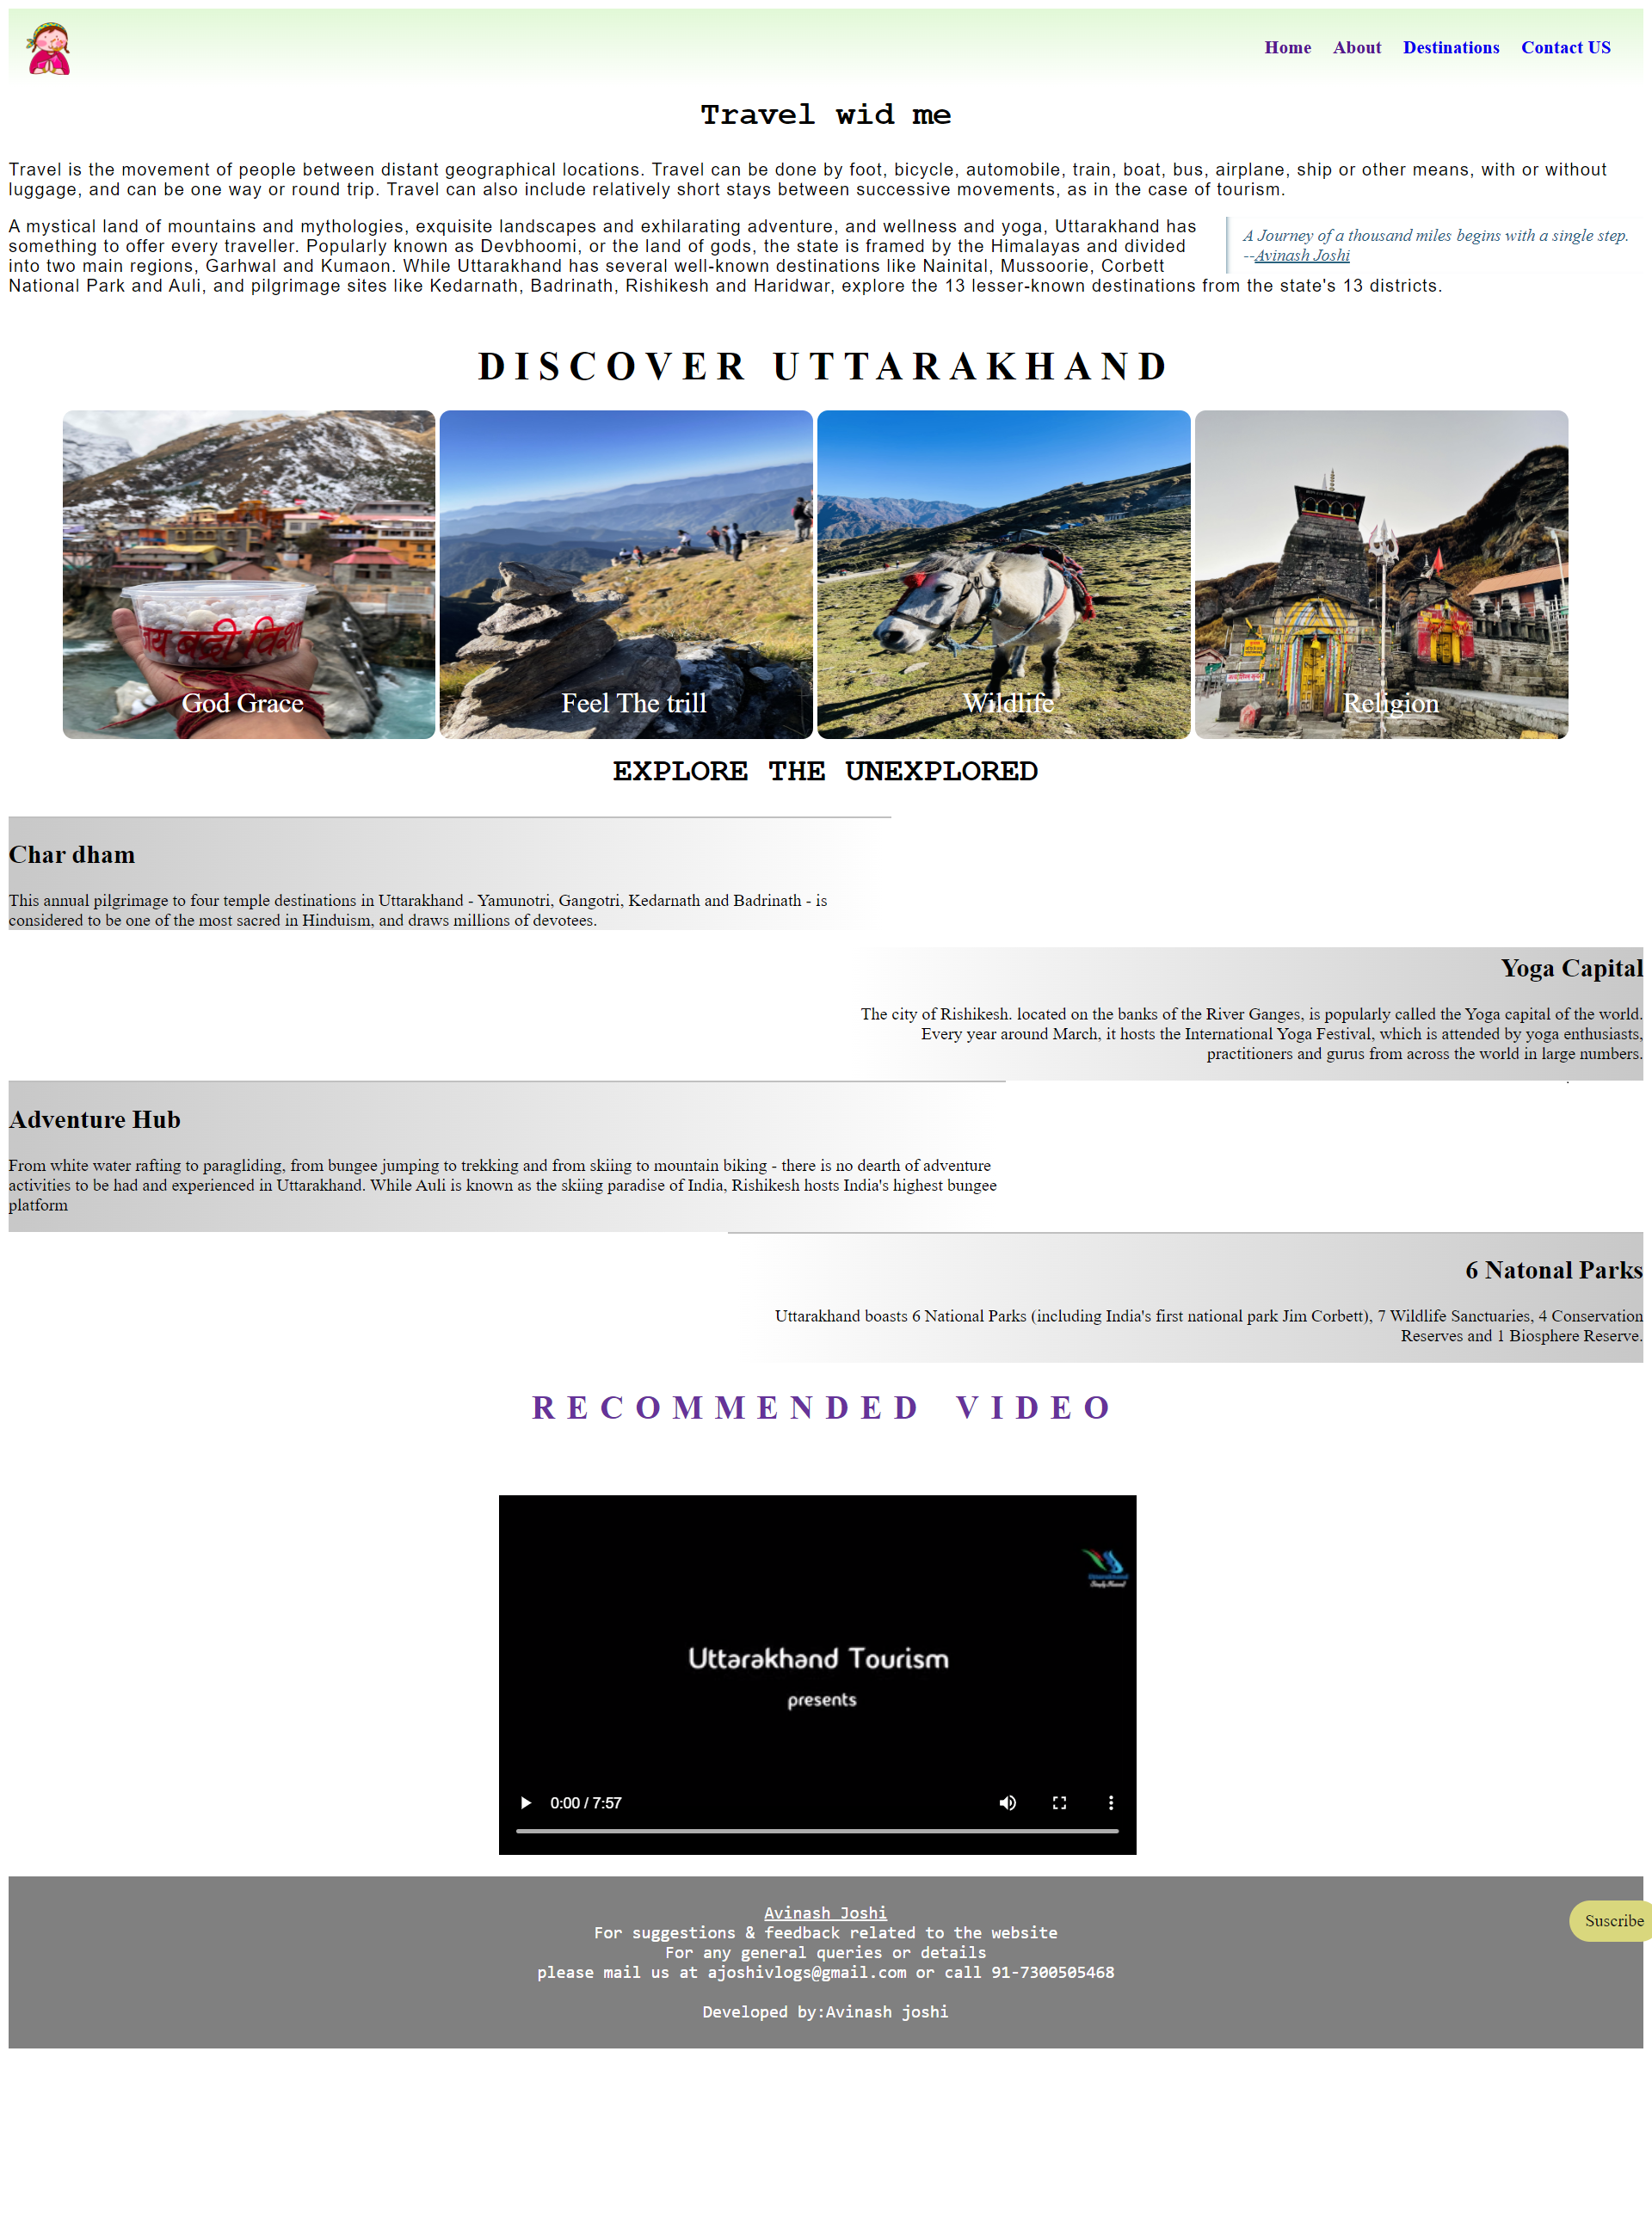 Home About Destinations Contact US
Travel wid me
Travel is the movement of people between distant geographical locations. Travel can be done by foot, bicycle, automobile, train, boat, bus, airplane, ship or other means, with or without
luggage, and can be one way or round trip. Travel can also include relatively short stays between successive movements, as in the case of tourism.
A mystical land of mountains and mythologies, exquisite landscapes and exhilarating adventure, and wellness and yoga, Uttarakhand has
something to offer every traveller. Popularly known as Devbhoomi, or the land of gods, the state is framed by the Himalayas and divided
into two main regions, Garhwal and Kumaon. While Uttarakhand has several well-known destinations like Nainital, Mussoorie, Corbett
National Park and Auli, and pilgrimage sites like Kedarnath, Badrinath, Rishikesh and Haridwar, explore the 13 lesser-known destinations from the state's 13 districts.
A Journey of a thousand miles begins with a single step.
--Avinash Joshi
DISCOVER UTTARAKHAND
जय बद्री विशा
God Grace
Feel The trill
Wildlife
Religion
EXPLORE THE UNEXPLORED
Char dham
This annual pilgrimage to four temple destinations in Uttarakhand - Yamunotri, Gangotri, Kedarnath and Badrinath - is
considered to be one of the most sacred in Hinduism, and draws millions of devotees.
Yoga Capital
The city of Rishikesh. located on the banks of the River Ganges, is popularly called the Yoga capital of the world.
Every year around March, it hosts the International Yoga Festival, which is attended by yoga enthusiasts,
practitioners and gurus from across the world in large numbers.
Adventure Hub
From white water rafting to paragliding, from bungee jumping to trekking and from skiing to mountain biking - there is no dearth of adventure
activities to be had and experienced in Uttarakhand. While Auli is known as the skiing paradise of India, Rishikesh hosts India's highest bungee
platform
6 Natonal Parks
Uttarakhand boasts 6 National Parks (including India's first national park Jim Corbett), 7 Wildlife Sanctuaries, 4 Conservation
Reserves and 1 Biosphere Reserve.
RECOMMENDED VIDEO
Uttarakhand Tourism
presents
0:00 / 7:57
Avinash Joshi
For suggestions & feedback related to the website
For any general queries or details
please mail us at ajoshivlogs@gmail.com or call 91-7300505468
Developed by:Avinash joshi
Suscribe